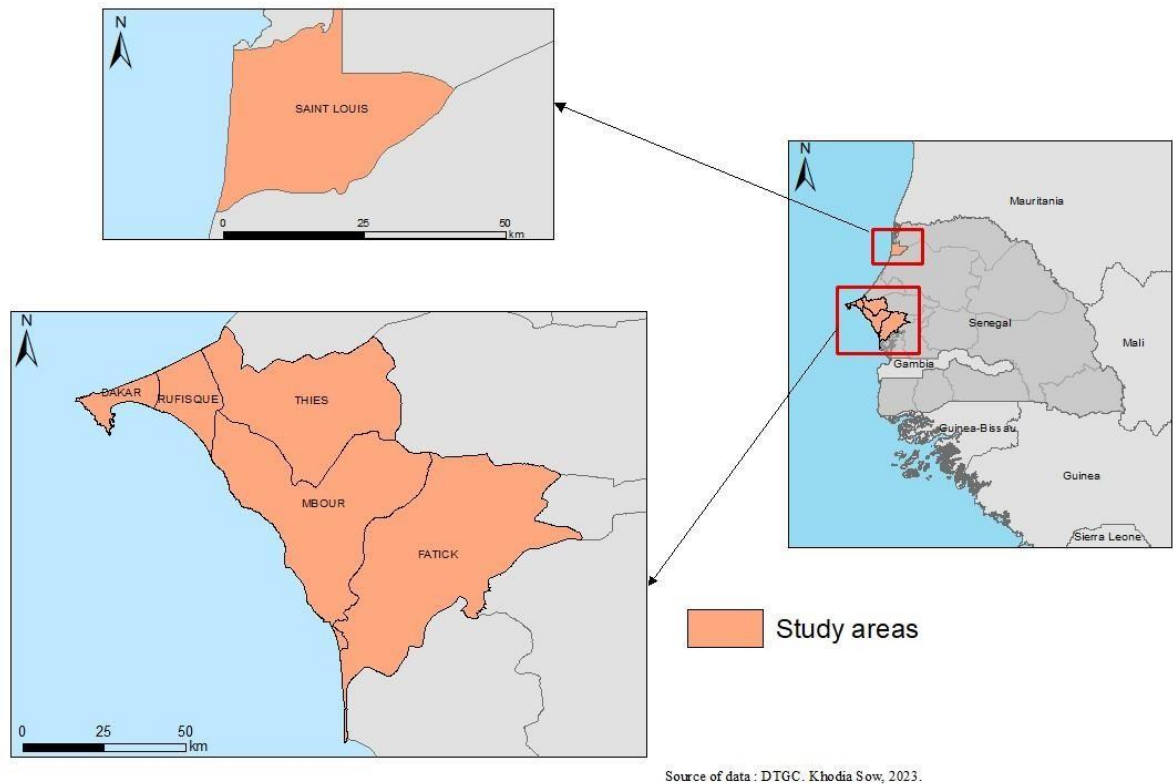 N
SAINT LOUIS
0 25 50
km
N
Mauritania
Senegal
Mali
Gambia
Guinea-Bissau
Guinea
Sierra Leone
N
DAKAR
RUFISQUE
THIES
MBOUR
FATICK
0 25 50
km
Study areas
Source of data : DTGC. Khodia Sow, 2023.